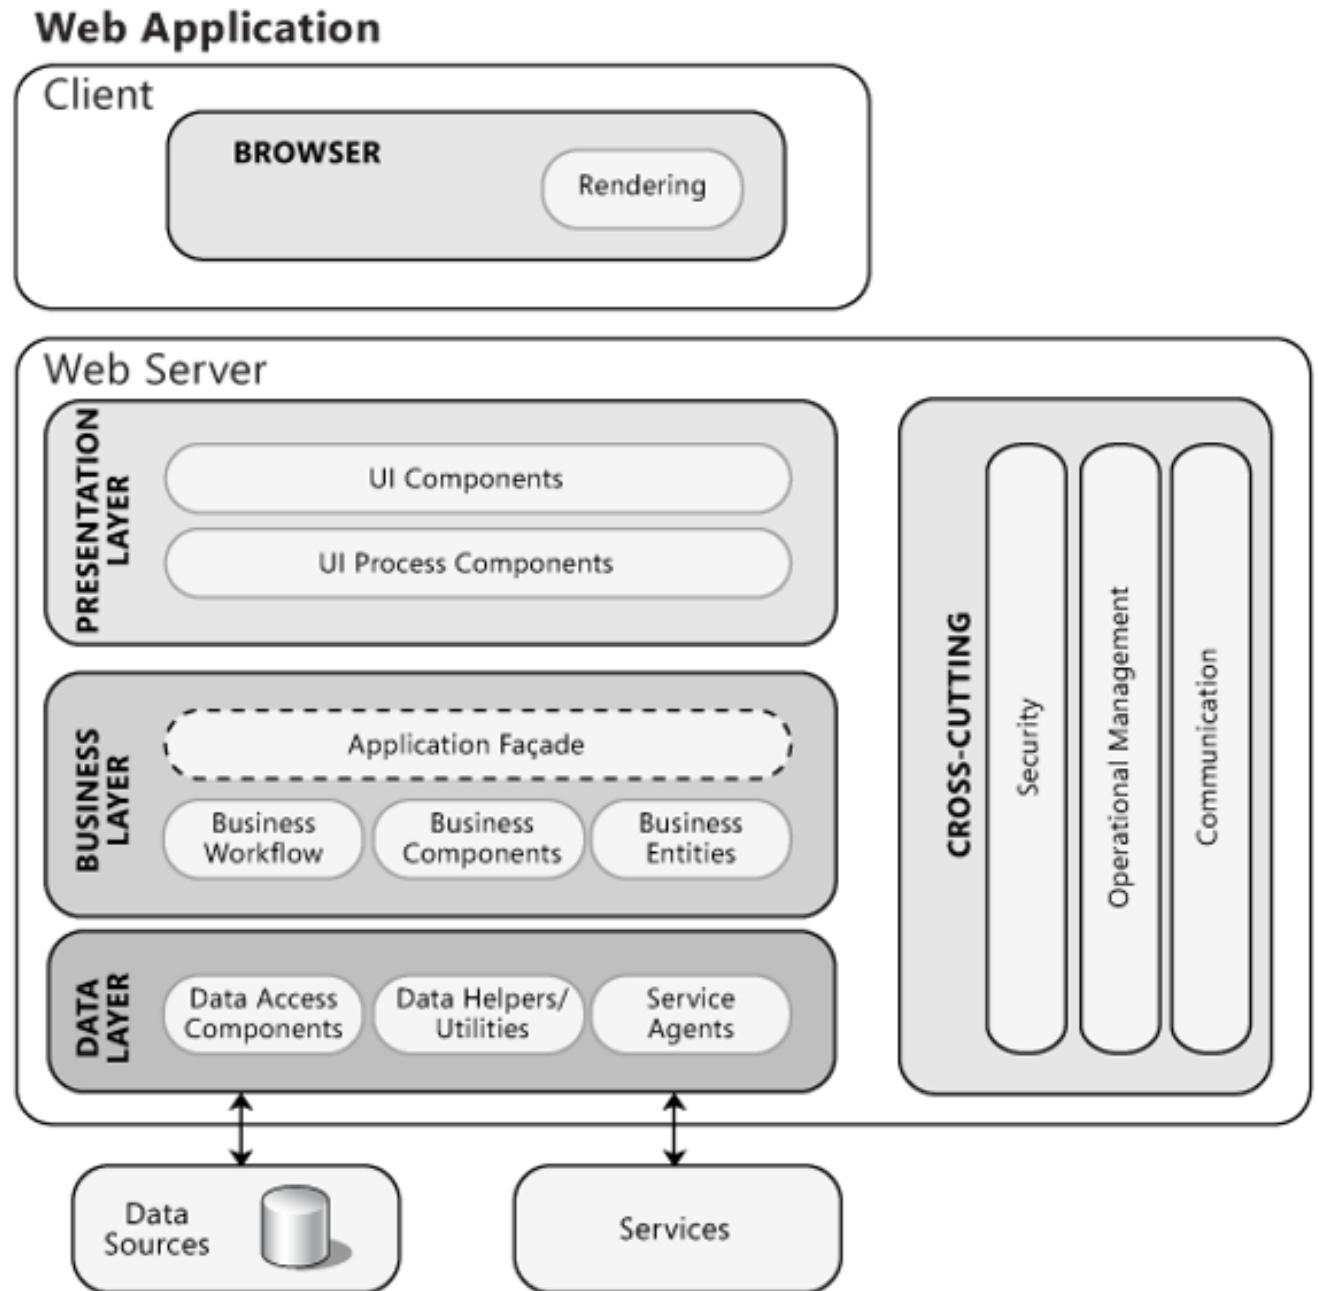 Web Application
Client
BROWSER
Rendering
Web Server
PRESENTATION
LAYER
UI Components
UI Process Components
BUSINESS
LAYER
Application Façade
Business
Workflow
Business
Components
Business
Entities
DATA
LAYER
Data Access
Components
Data Helpers/
Utilities
Service
Agents
CROSS-CUTTING
Security
Operational Management
Communication
Data
Sources
Services